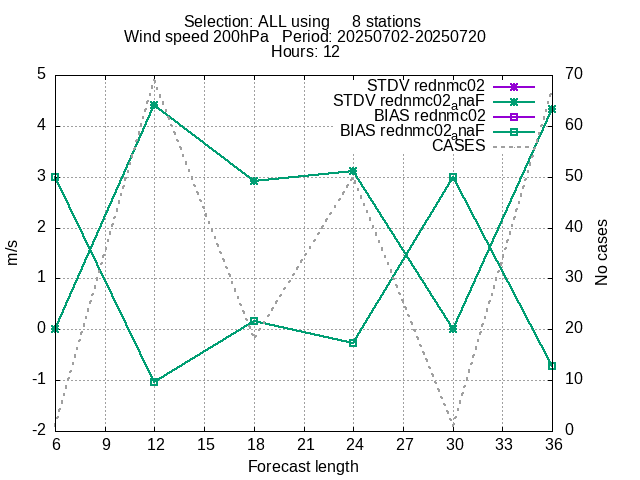 Selection: ALL using     8 stations
Wind speed 200hPa   Period: 20250702-20250720
Hours: 12
STDV rednmc02
STDV rednmc02anaF
BIAS rednmc02
BIAS rednmc02anaF
CASES
5
4
3
2
1
0
-1
-2
m/s
70
60
50
40
30
20
10
0
No cases
6 9 12 15 18 21 24 27 30 33 36
Forecast length